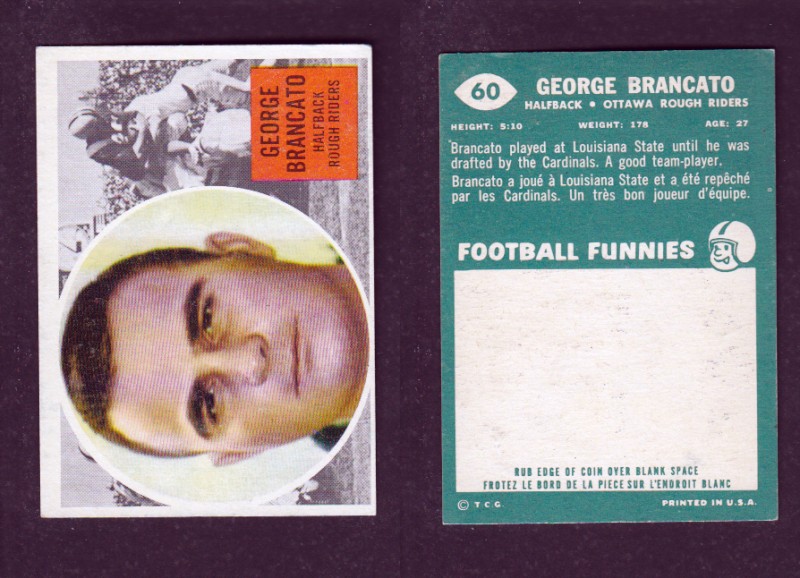 GEORGE
BRANCATO
HALFBACK
ROUGH RIDERS
60
GEORGE BRANCATO
HALFBACK • OTTAWA ROUGH RIDERS
HEIGHT: 5:10 WEIGHT: 178 AGE: 27
Brancato played at Louisiana State until he was
drafted by the Cardinals. A good team-player.
Brancato a joué à Louisiana State et a été repêché
par les Cardinals. Un très bon joueur d'équipe.
FOOTBALL FUNNIES
RUB EDGE OF COIN OVER BLANK SPACE
FROTEZ LE BORD DE LA PIECE SUR L'ENDROIT BLANC
© T.C.G. PRINTED IN U.S.A.